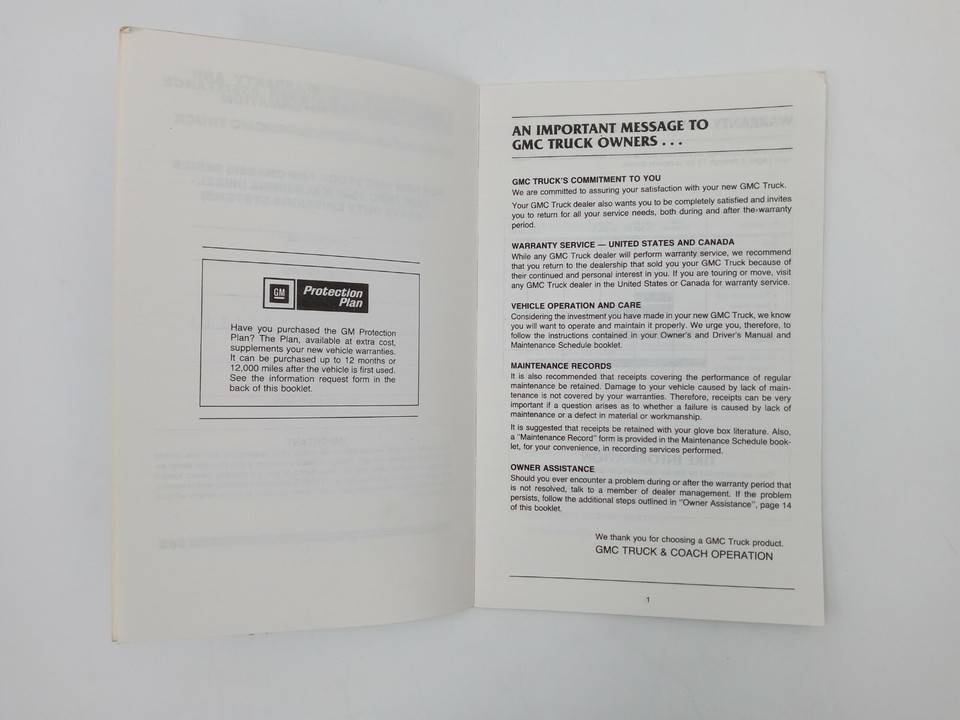 GM
Protection
Plan
Have you purchased the GM Protection
Plan? The Plan, available at extra cost,
supplements your new vehicle warranties.
It can be purchased up to 12 months or
12,000 miles after the vehicle is first used.
See the information request form in the
back of this booklet.
AN IMPORTANT MESSAGE TO
GMC TRUCK OWNERS . . .
GMC TRUCK'S COMMITMENT TO YOU
We are committed to assuring your satisfaction with your new GMC Truck.
Your GMC Truck dealer also wants you to be completely satisfied and invites
you to return for all your service needs, both during and after the-warranty
period.
WARRANTY SERVICE — UNITED STATES AND CANADA
While any GMC Truck dealer will perform warranty service, we recommend
that you return to the dealership that sold you your GMC Truck because of
their continued and personal interest in you. If you are touring or move, visit
any GMC Truck dealer in the United States or Canada for warranty service.
VEHICLE OPERATION AND CARE
Considering the investment you have made in your new GMC Truck, we know
you will want to operate and maintain it properly. We urge you, therefore, to
follow the instructions contained in your Owner's and Driver's Manual and
Maintenance Schedule booklet.
MAINTENANCE RECORDS
It is also recommended that receipts covering the performance of regular
maintenance be retained. Damage to your vehicle caused by lack of main-
tenance is not covered by your warranties. Therefore, receipts can be very
important if a question arises as to whether a failure is caused by lack of
maintenance or a defect in material or workmanship.
It is suggested that receipts be retained with your glove box literature. Also,
a "Maintenance Record" form is provided in the Maintenance Schedule book-
let, for your convenience, in recording services performed.
OWNER ASSISTANCE
Should you ever encounter a problem during or after the warranty period that
is not resolved, talk to a member of dealer management. If the problem
persists, follow the additional steps outlined in "Owner Assistance", page 14
of this booklet.
We thank you for choosing a GMC Truck product.
GMC TRUCK & COACH OPERATION
1